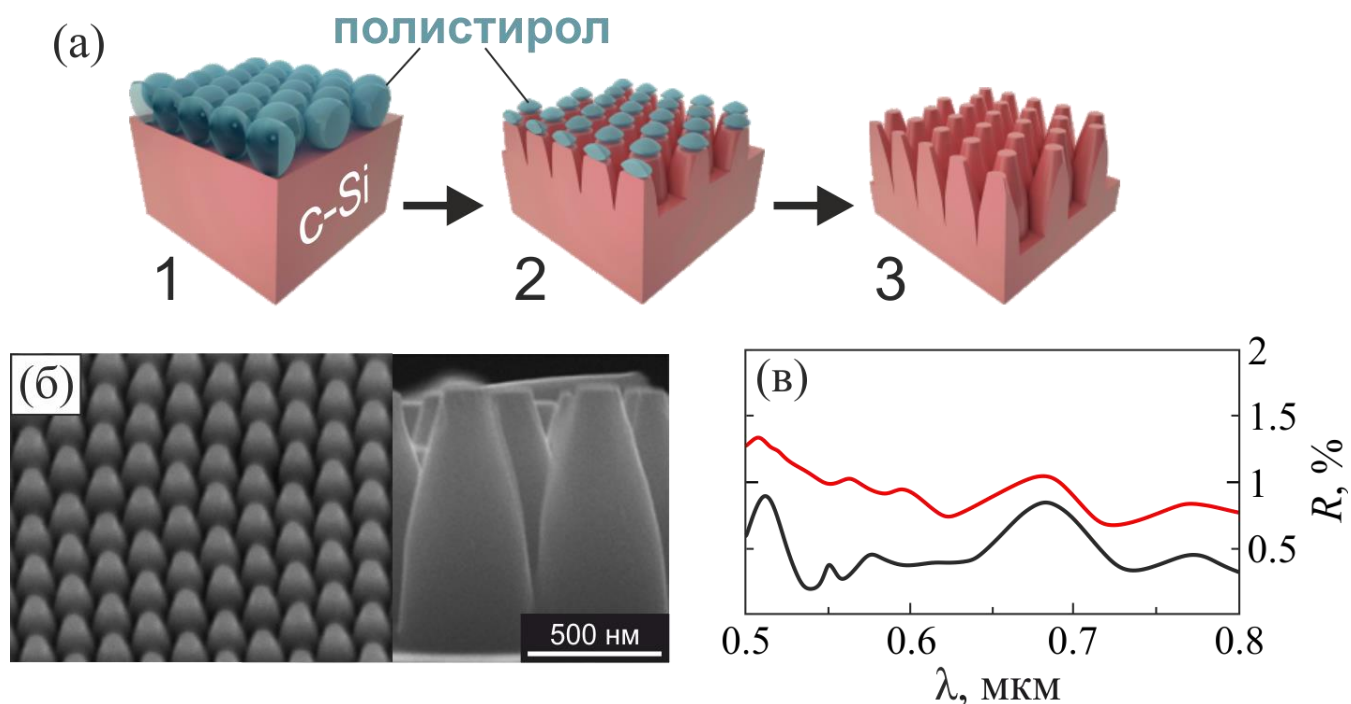 (а)
полистирол
c-Si
1
2
3
(б)
500 нм
(в)
2
1.5
1
0.5
R, %
0.5
0.6
0.7
0.8
λ, мкм